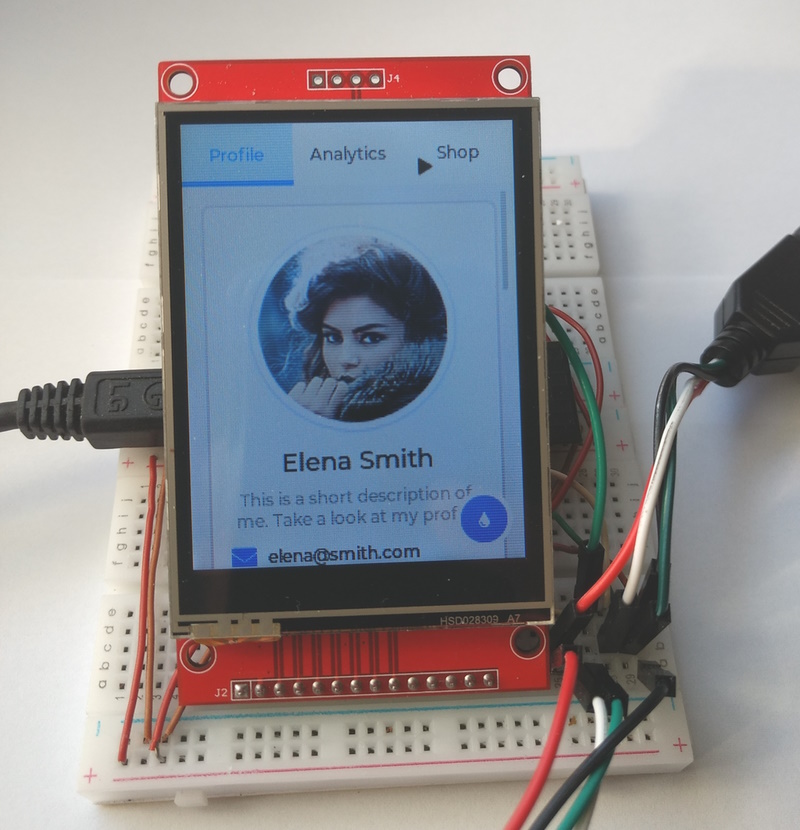 J4
Profile Analytics Shop
Elena Smith
This is a short description of
me. Take a look at my prof
elena@smith.com
HSD028309 A7
J2
a b c d e
f g h i j
a b c d e
f g h i j
a b c d e